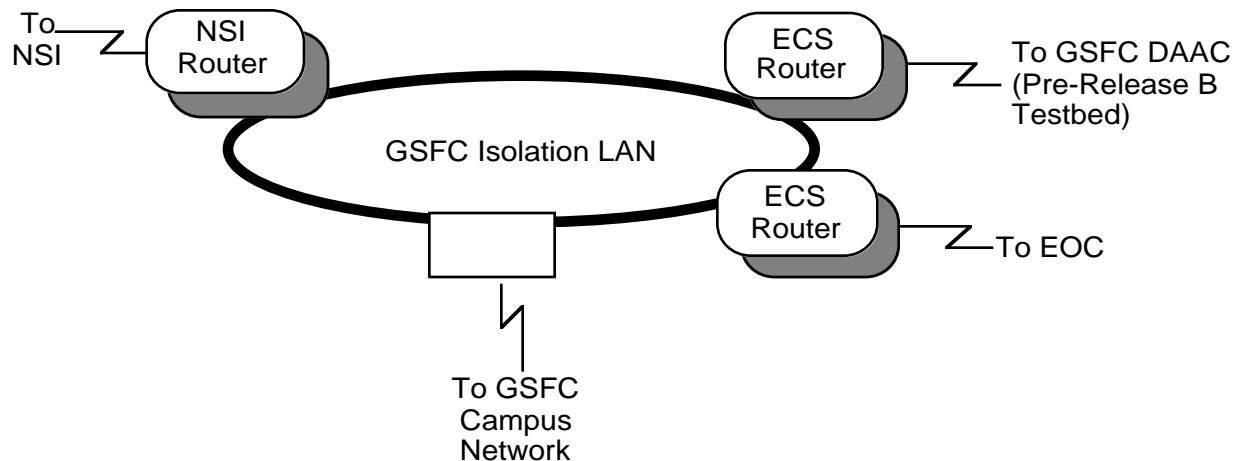 To
NSI
NSI
Router
ECS
Router
To GSFC DAAC
(Pre-Release B
Testbed)
GSFC Isolation LAN
ECS
Router
To EOC
To GSFC
Campus
Network